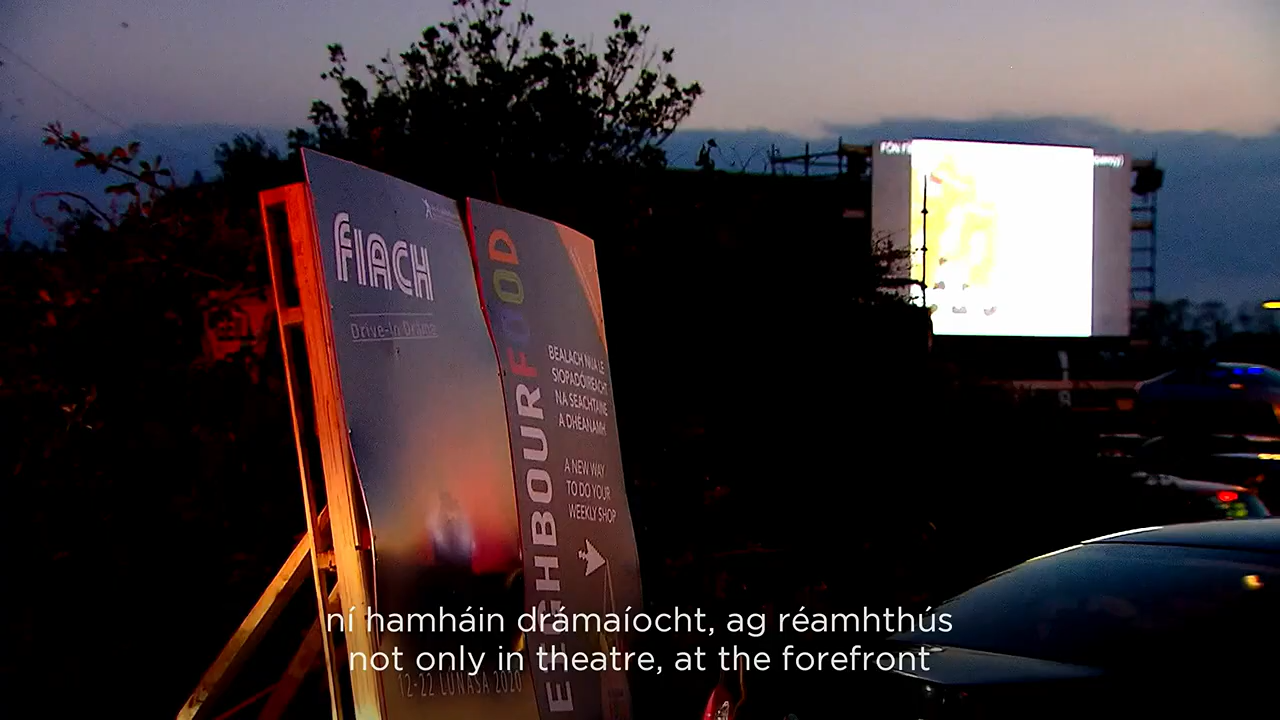 FIACH
Drive-In Drama
12-22 LÚNASA 2020
NEIGHBOURFOOD
BEALACH NUA LE
SIOPADÓIREACHT
NA SEACHTAINE
A DHÉANAMH
A NEW WAY
TO DO YOUR
WEEKLY SHOP
ní hamháin drámaíocht, ag réamhthús
not only in theatre, at the forefront